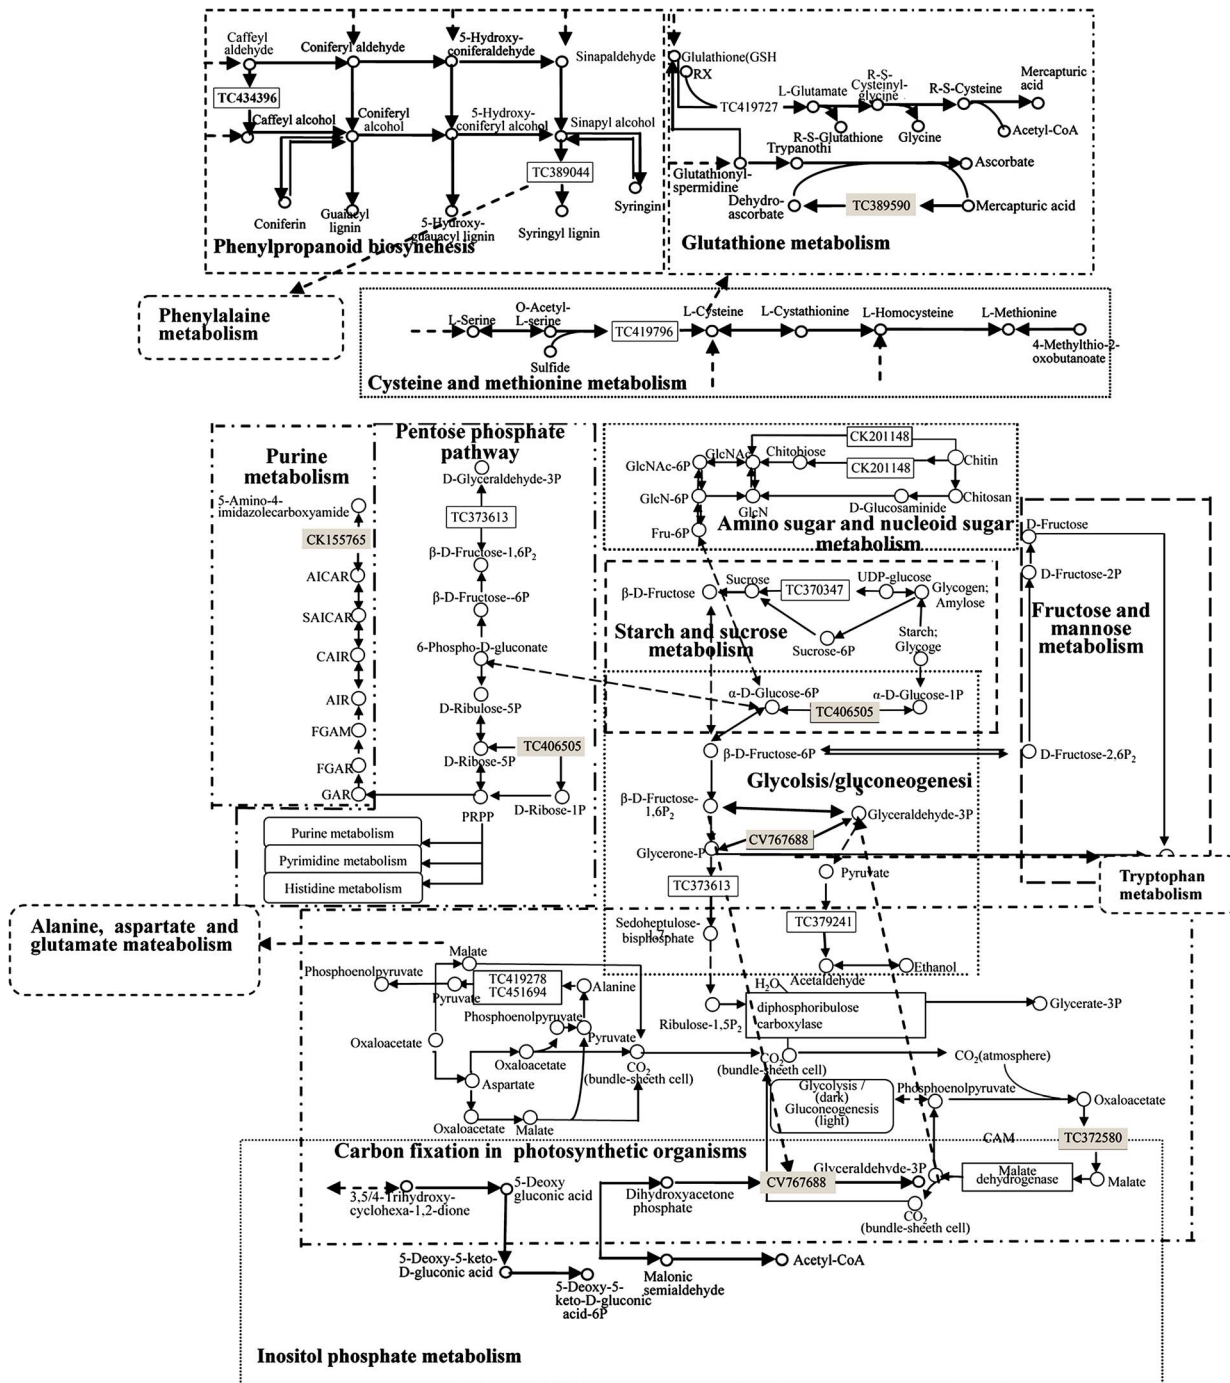 Caffeyl
aldehyde
Coniferyl aldehyde
5-Hydroxy-
coniferaldehyde
Sinapaldehyde
TC434396
Caffeyl alcohol
Coniferyl
alcohol
5-Hydroxy-
coniferyl alcohol
Sinapyl alcohol
TC389044
Coniferin
Guaiacyl
lignin
5-Hydroxy-
guauacyl lignin
Syringyl lignin
Syringin
Phenylpropanoid biosynehesis
Glulathione(GSH
RX
TC419727
L-Glutamate
R-S-
Cysteinyl-
glycine
R-S-Cysteine
Mercapturic
acid
R-S-Glutathione
Glycine
Acetyl-CoA
Trypanothi
Ascorbate
Glutathionyl-
spermidine
Dehydro-
ascorbate
TC389590
Mercapturic acid
Glutathione metabolism
Phenylalaine
metabolism
L-Serine
O-Acetyl-
L-serine
TC419796
L-Cysteine
L-Cystathionine
L-Homocysteine
L-Methionine
Sulfide
4-Methylthio-2-
oxobutanoate
Cysteine and methionine metabolism
Purine
metabolism
5-Amino-4-
imidazolecarboxyamide
CK155765
AICAR
SAICAR
CAIR
AIR
FGAM
FGAR
GAR
Pentose phosphate
pathway
D-Glyceraldehyde-3P
TC373613
β-D-Fructose-1,6P2
β-D-Fructose--6P
6-Phospho-D-gluconate
D-Ribulose-5P
TC406505
D-Ribose-5P
PRPP
D-Ribose-1P
Purine metabolism
Pyrimidine metabolism
Histidine metabolism
GlcNAc-6P
GlcNAc
Chitobiose
CK201148
CK201148
Chitin
GlcN-6P
GlcN
D-Glucosaminide
Chitosan
Fru-6P
Amino sugar and nucleoid sugar
metabolism
β-D-Fructose
Sucrose
TC370347
UDP-glucose
Glycogen;
Amylose
Starch and sucrose
metabolism
Sucrose-6P
Starch;
Glycoge
α-D-Glucose-6P
TC406505
α-D-Glucose-1P
D-Fructose
D-Fructose-2P
Fructose and
mannose
metabolism
D-Fructose-2,6P2
β-D-Fructose-6P
Glycolsis/gluconeogenesi
s
β-D-Fructose-
1,6P2
Glyceraldehyde-3P
CV767688
Glycerone-P
Pyruvate
TC373613
TC379241
Sedoheptulose-
1,7-
bisphosphate
Acetaldehyde
Ethanol
Tryptophan
metabolism
Alanine, aspartate and
glutamate mateabolism
Malate
Phosphoenolpyruvate
Pyruvate
TC419278
TC451694
Alanine
Phosphoenolpyruvate
Pyruvate
Oxaloacetate
Oxaloacetate
CO2
(bundle-sheeth cell)
Aspartate
Oxaloacetate
Malate
Ribulose-1,5P2
H2O
diphosphoribulose
carboxylase
Glycerate-3P
CO2
(bundle-sheeth cell)
CO2(atmosphere)
Glycolysis /
(dark)
Gluconeogenesis
(light)
Phosphoenolpyruvate
Oxaloacetate
CAM
TC372580
Malate
dehydrogenase
Malate
Carbon fixation in photosynthetic organisms
CV767688
Glyceraldehyde-3P
CO2
(bundle-sheeth cell)
3,5/4-Trihydroxy-
cyclohexa-1,2-dione
5-Deoxy
gluconic acid
Dihydroxyacetone
phosphate
5-Deoxy-5-keto-
D-gluconic acid
5-Deoxy-5-
keto-D-gluconic
acid-6P
Malonic
semialdehyde
Acetyl-CoA
Inositol phosphate metabolism